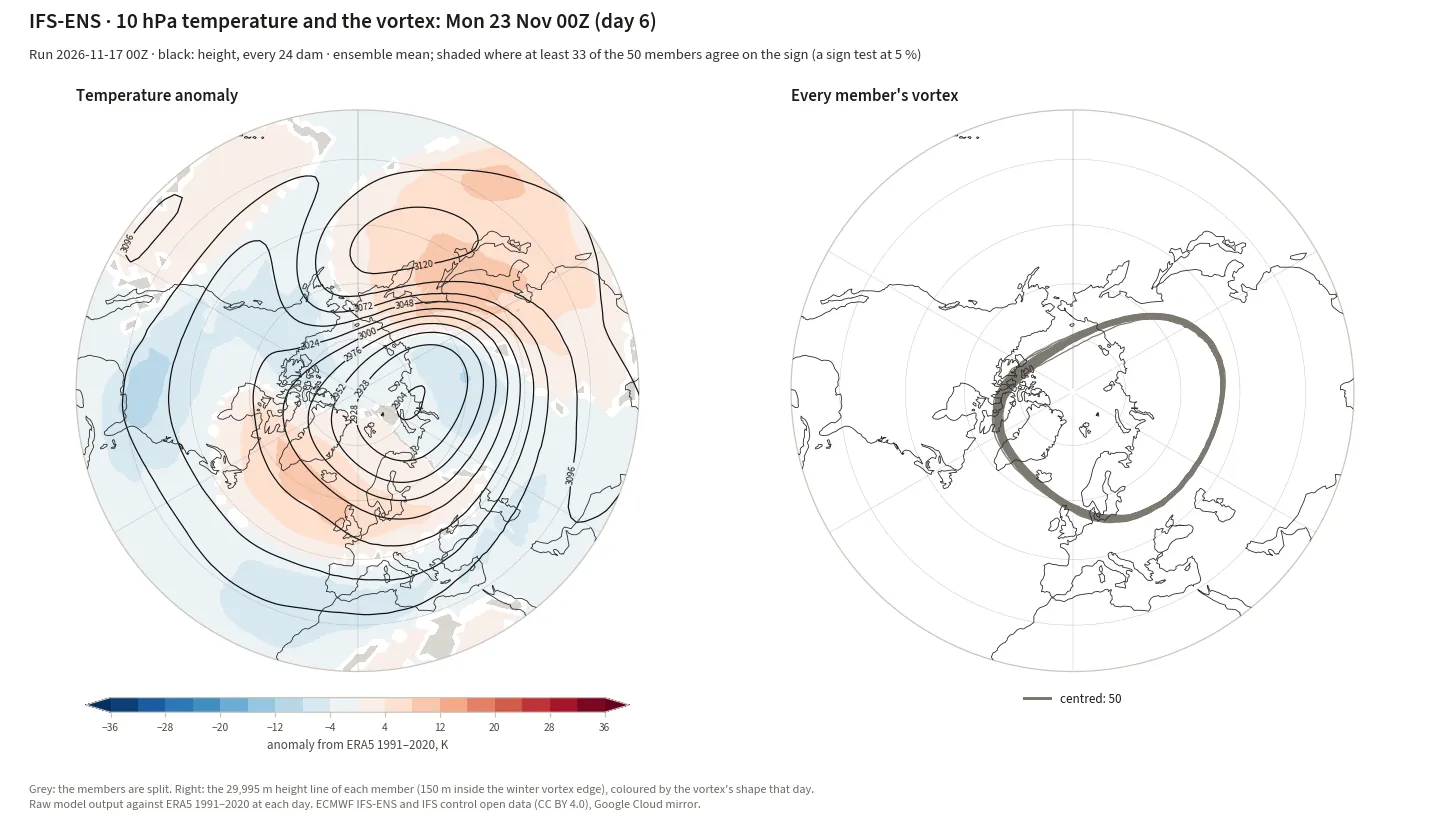 IFS-ENS · 10 hPa temperature and the vortex: Mon 23 Nov 00Z (day 6)
Run 2026-11-17 00Z · black: height, every 24 dam · ensemble mean; shaded where at least 33 of the 50 members agree on the sign (a sign test at 5 %)
Temperature anomaly
Every member's vortex
3096
3120
3072
3048
3000
3024
2976
2952
2928
2928
2904
3096
centred: 50
−36
−28
−20
−12
−4
4
12
20
28
36
anomaly from ERA5 1991–2020, K
Grey: the members are split. Right: the 29,995 m height line of each member (150 m inside the winter vortex edge), coloured by the vortex's shape that day.
Raw model output against ERA5 1991–2020 at each day. ECMWF IFS-ENS and IFS control open data (CC BY 4.0), Google Cloud mirror.